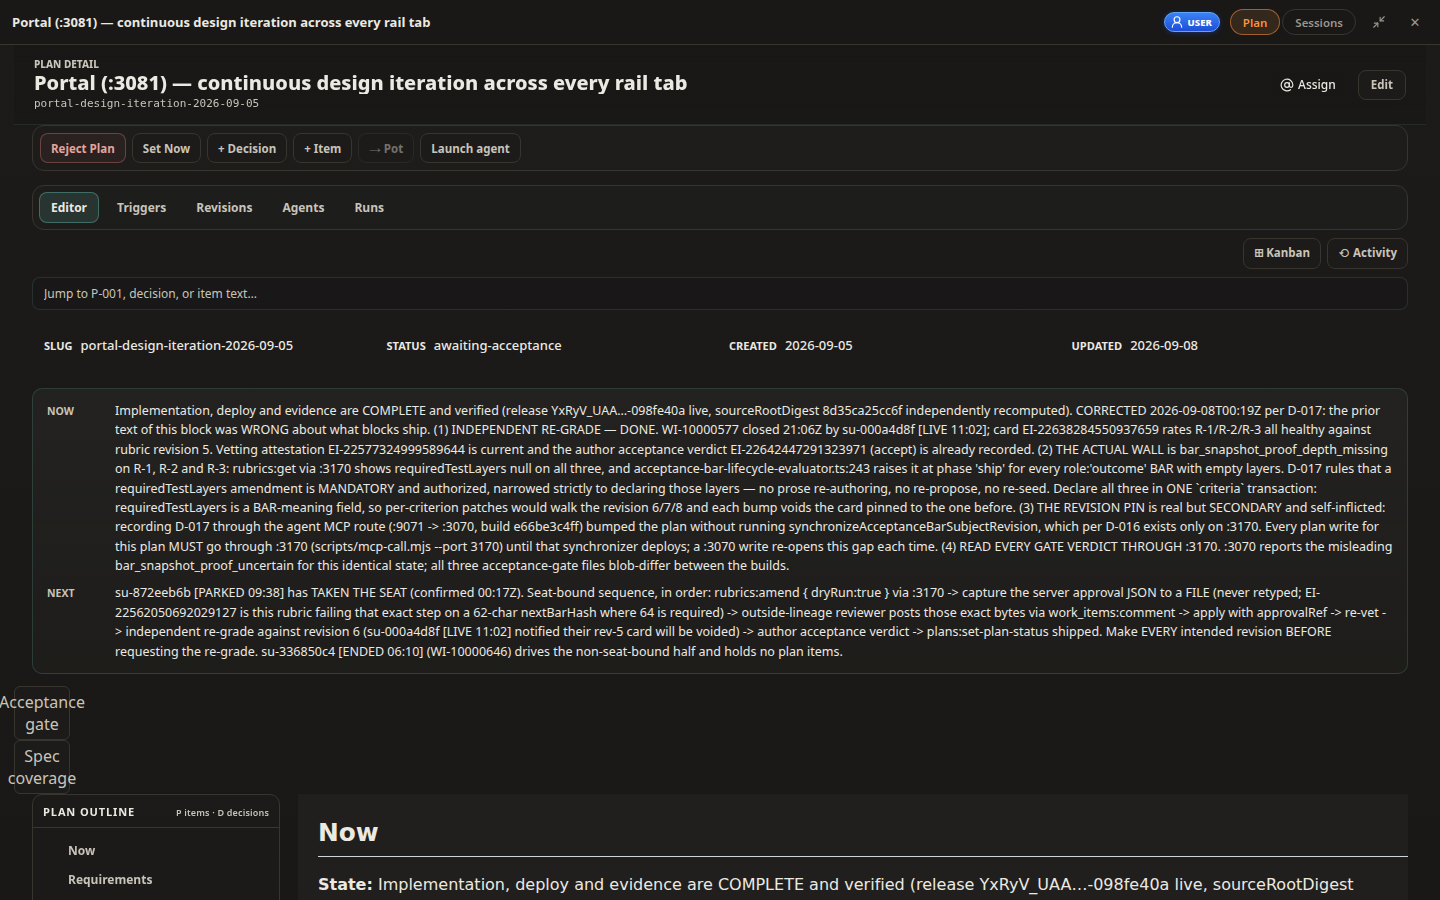 Portal (:3081) — continuous design iteration across every rail tab
USER
Plan
Sessions
PLAN DETAIL
Portal (:3081) — continuous design iteration across every rail tab
portal-design-iteration-2026-09-05
@ Assign
Edit
Reject Plan
Set Now
+ Decision
+ Item
→ Pot
Launch agent
Editor
Triggers
Revisions
Agents
Runs
Kanban
Activity
Jump to P-001, decision, or item text...
SLUG portal-design-iteration-2026-09-05
STATUS awaiting-acceptance
CREATED 2026-09-05
UPDATED 2026-09-08
NOW
Implementation, deploy and evidence are COMPLETE and verified (release YxRyV_UAA...-098fe40a live, sourceRootDigest 8d35ca25cc6f independently recomputed). CORRECTED 2026-09-08T00:19Z per D-017: the prior
text of this block was WRONG about what blocks ship. (1) INDEPENDENT RE-GRADE — DONE. WI-10000577 closed 21:06Z by su-000a4d8f [LIVE 11:02]; card EI-22638284550937659 rates R-1/R-2/R-3 all healthy against
rubric revision 5. Vetting attestation EI-22577324999589644 is current and the author acceptance verdict EI-22642447291323971 (accept) is already recorded. (2) THE ACTUAL WALL is bar_snapshot_proof_depth_missing
on R-1, R-2 and R-3: rubrics:get via :3170 shows requiredTestLayers null on all three, and acceptance-bar-lifecycle-evaluator.ts:243 raises it at phase 'ship' for every role:'outcome' BAR with empty layers. D-017 rules that a
requiredTestLayers amendment is MANDATORY and authorized, narrowed strictly to declaring those layers — no prose re-authoring, no re-propose, no re-seed. Declare all three in ONE `criteria` transaction:
requiredTestLayers is a BAR-meaning field, so per-criterion patches would walk the revision 6/7/8 and each bump voids the card pinned to the one before. (3) THE REVISION PIN is real but SECONDARY and self-inflicted:
recording D-017 through the agent MCP route (:9071 -> :3070, build e66be3c4ff) bumped the plan without running synchronizeAcceptanceBarSubjectRevision, which per D-016 exists only on :3170. Every plan write for
this plan MUST go through :3170 (scripts/mcp-call.mjs --port 3170) until that synchronizer deploys; a :3070 write re-opens this gap each time. (4) READ EVERY GATE VERDICT THROUGH :3170. :3070 reports the misleading
bar_snapshot_proof_uncertain for this identical state; all three acceptance-gate files blob-differ between the builds.
NEXT
su-872eeb6b [PARKED 09:38] has TAKEN THE SEAT (confirmed 00:17Z). Seat-bound sequence, in order: rubrics:amend { dryRun:true } via :3170 -> capture the server approval JSON to a FILE (never retyped; EI-
22562050692029127 is this rubric failing that exact step on a 62-char nextBarHash where 64 is required) -> outside-lineage reviewer posts those exact bytes via work_items:comment -> apply with approvalRef -> re-vet -
> independent re-grade against revision 6 (su-000a4d8f [LIVE 11:02] notified their rev-5 card will be voided) -> author acceptance verdict -> plans:set-plan-status shipped. Make EVERY intended revision BEFORE
requesting the re-grade. su-336850c4 [ENDED 06:10] (WI-10000646) drives the non-seat-bound half and holds no plan items.
Acceptance
gate
Spec
coverage
PLAN OUTLINE
P items · D decisions
Now
Requirements
Now
State: Implementation, deploy and evidence are COMPLETE and verified (release YxRyV_UAA...-098fe40a live, sourceRootDigest